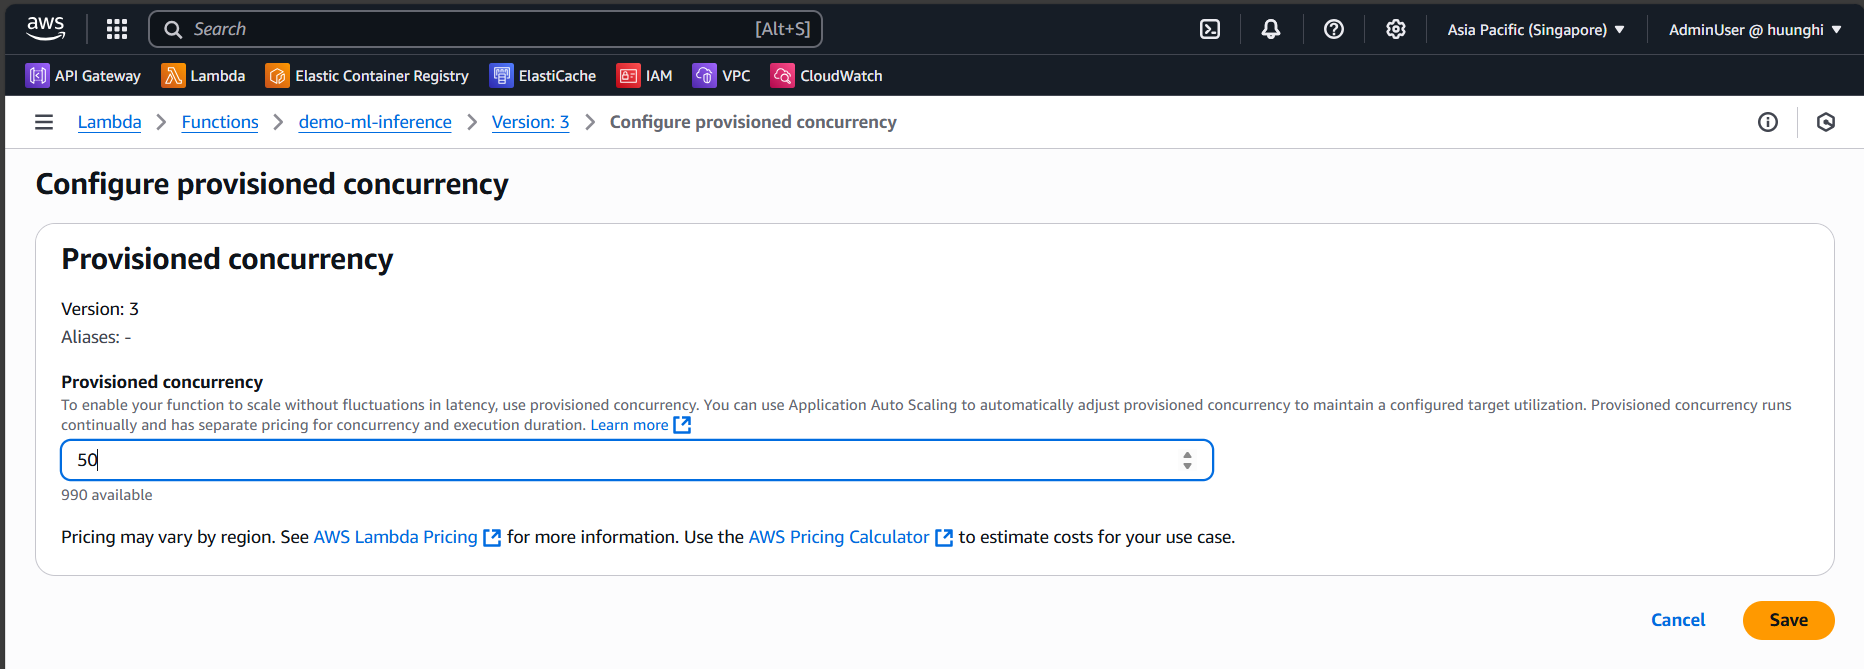 aws Search [Alt+S] Asia Pacific (Singapore) AdminUser @ huunghi
API Gateway Lambda Elastic Container Registry ElastiCache IAM VPC CloudWatch
Lambda Functions demo-ml-inference Version: 3 Configure provisioned concurrency
Configure provisioned concurrency
Provisioned concurrency
Version: 3
Aliases: -
Provisioned concurrency
To enable your function to scale without fluctuations in latency, use provisioned concurrency. You can use Application Auto Scaling to automatically adjust provisioned concurrency to maintain a configured target utilization. Provisioned concurrency runs
continually and has separate pricing for concurrency and execution duration. Learn more
50
990 available
Pricing may vary by region. See AWS Lambda Pricing for more information. Use the AWS Pricing Calculator to estimate costs for your use case.
Cancel Save